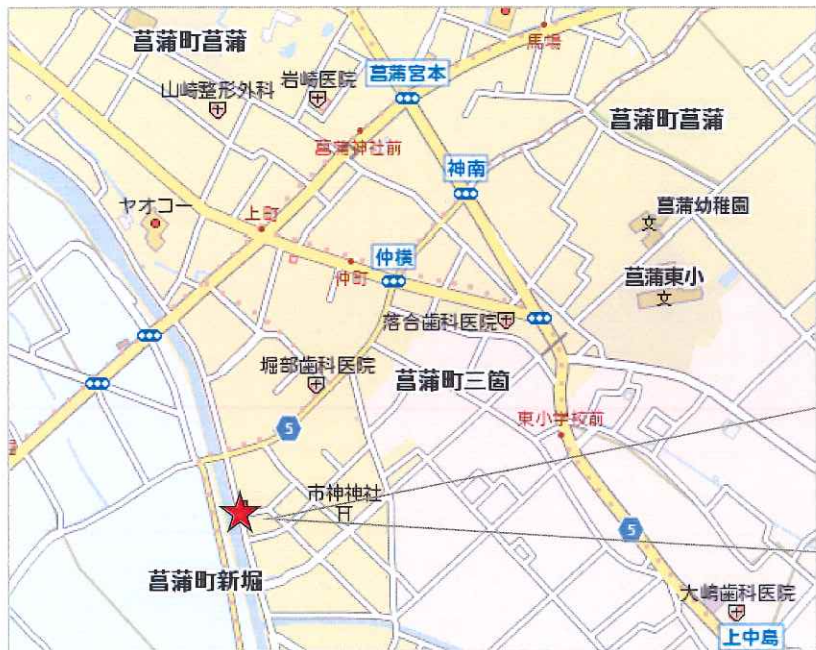 菖蒲町菖蒲
馬場
岩崎医院
菖蒲宮本
山崎整形外科
菖蒲町菖蒲
菖蒲神社前
神南
ヤオコー
菖蒲幼稚園
文
上町
仲横
仲町
菖蒲東小
文
落合歯科医院
堀部歯科医院
菖蒲町三箇
5
東小学校前
市神神社
5
菖蒲町新堀
大嶋歯科医院
上中島